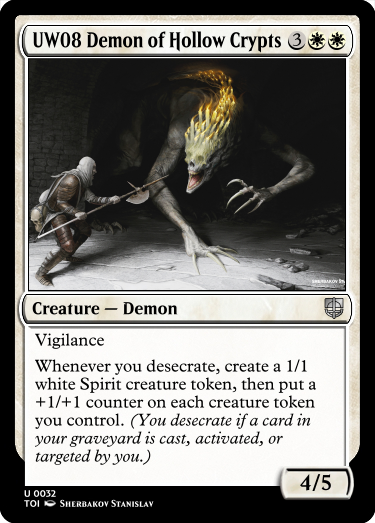 UW08 Demon of Hollow Crypts 3
SHERBAKOV
Creature — Demon
Vigilance
Whenever you desecrate, create a 1/1
white Spirit creature token, then put a
+1/+1 counter on each creature token
you control. (You desecrate if a card in
your graveyard is cast, activated, or
targeted by you.)
4/5
U 0032
TOI SHERBAKOV STANISLAV